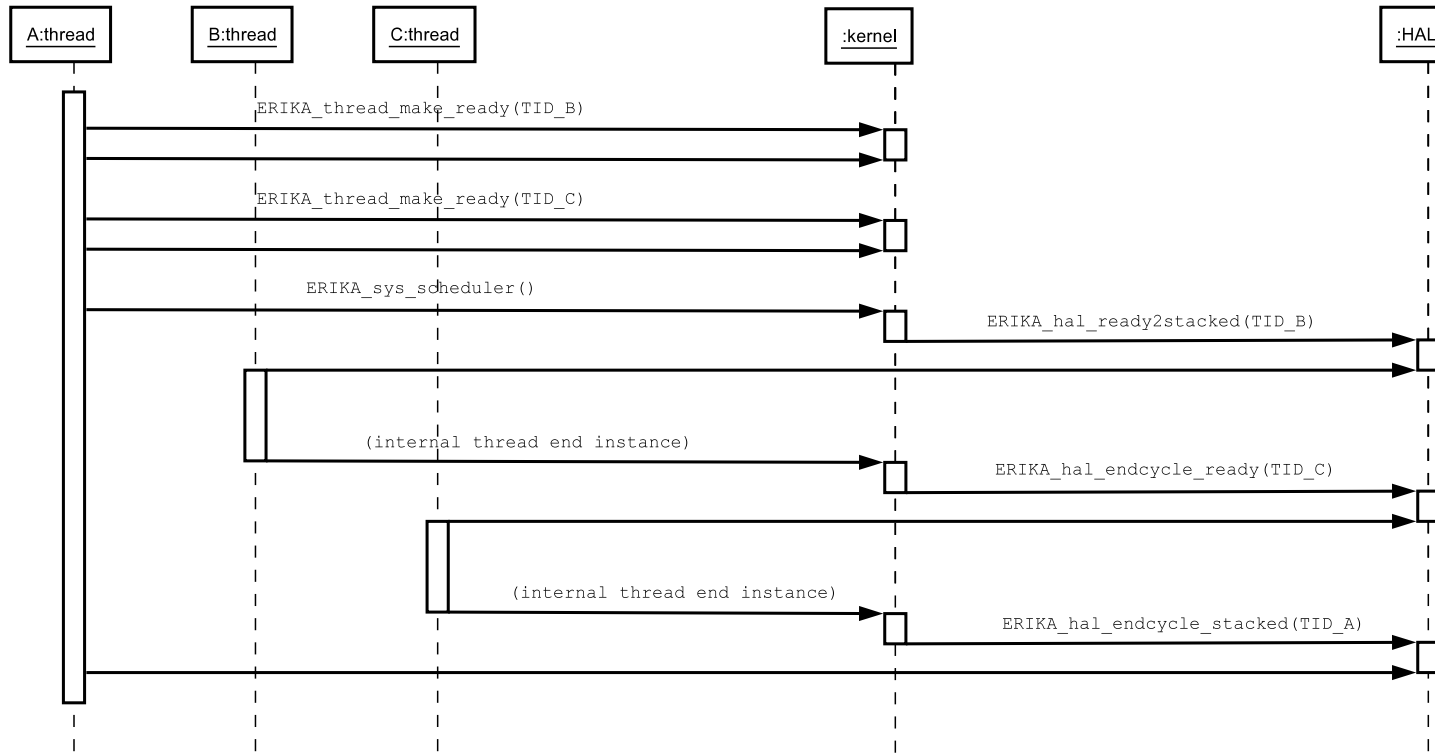 A:thread
B:thread
C:thread
:kernel
:HAL
ERIKA_thread_make_ready(TID_B)
ERIKA_thread_make_ready(TID_C)
ERIKA_sys_scheduler()
ERIKA_hal_ready2stacked(TID_B)
(internal thread end instance)
ERIKA_hal_endcycle_ready(TID_C)
(internal thread end instance)
ERIKA_hal_endcycle_stacked(TID_A)